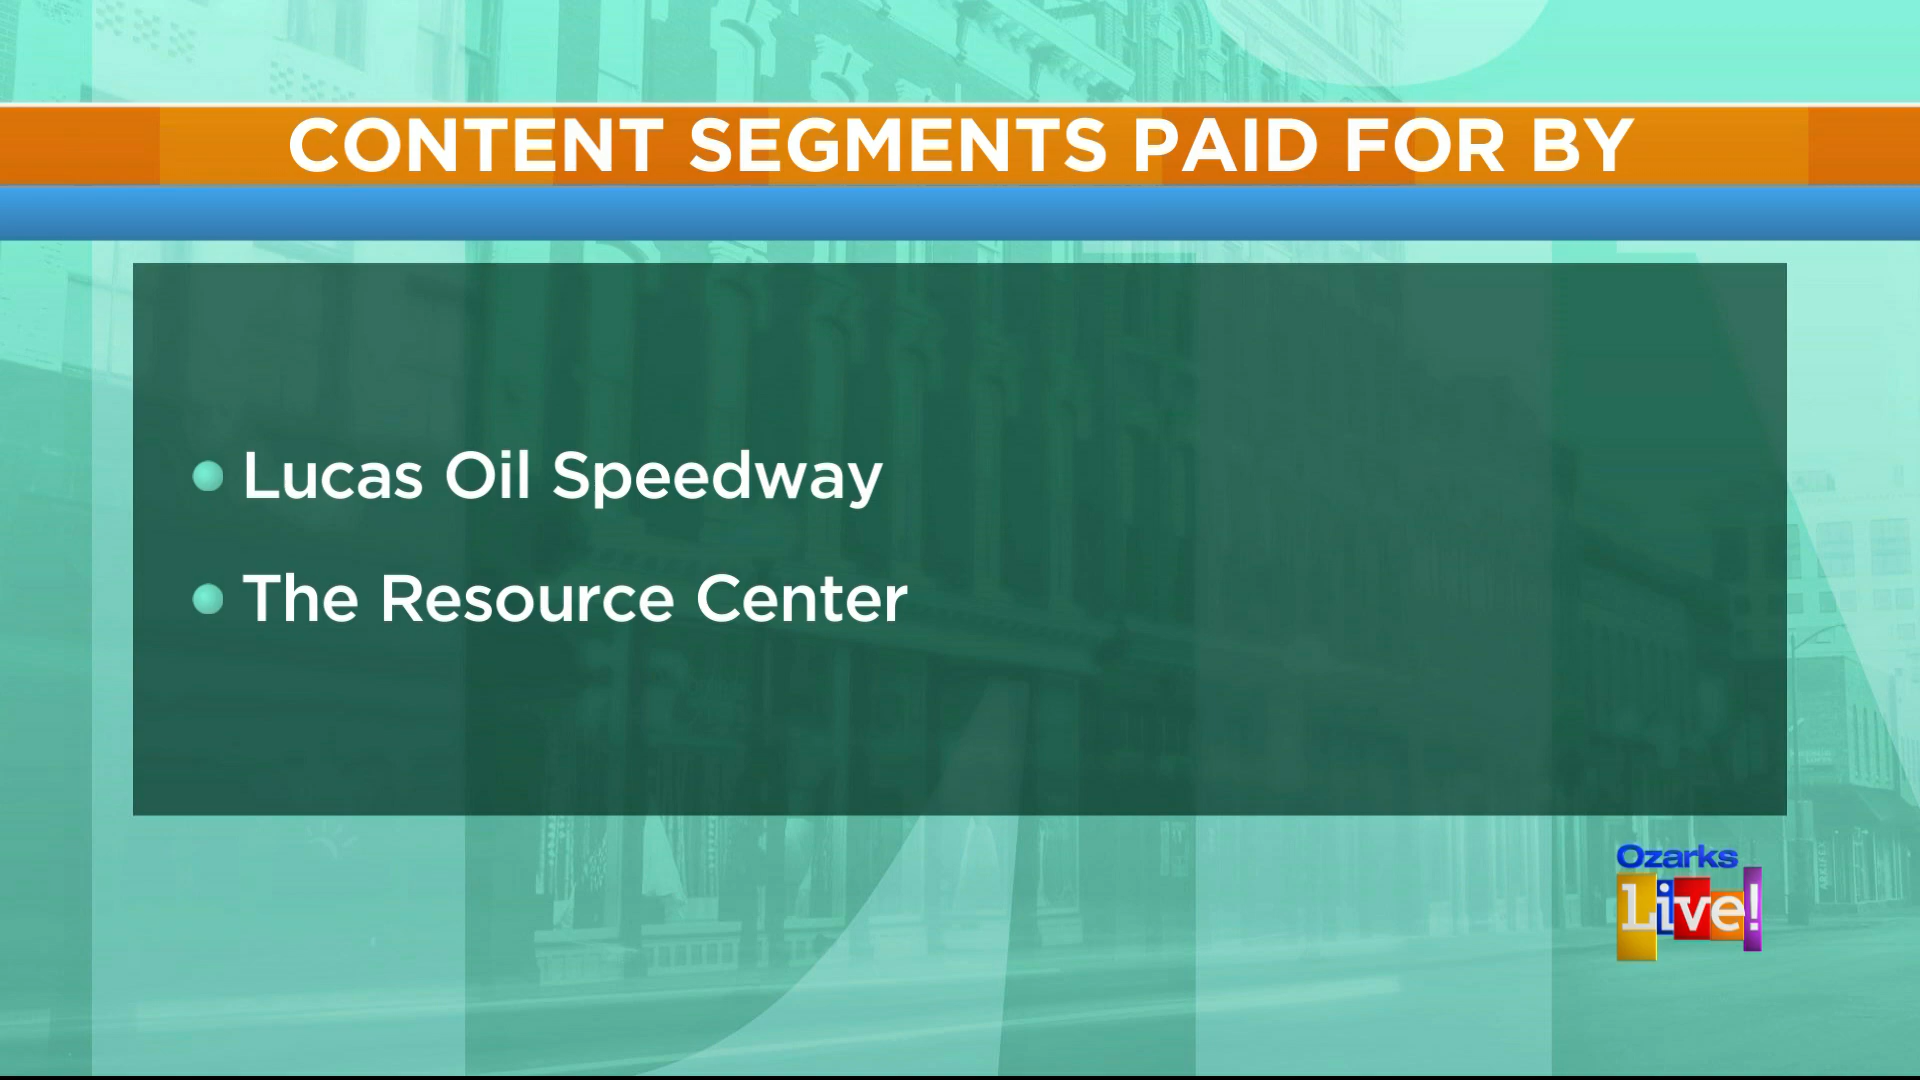 CONTENT SEGMENTS PAID FOR BY
Lucas Oil Speedway
The Resource Center
Ozarks
Live!